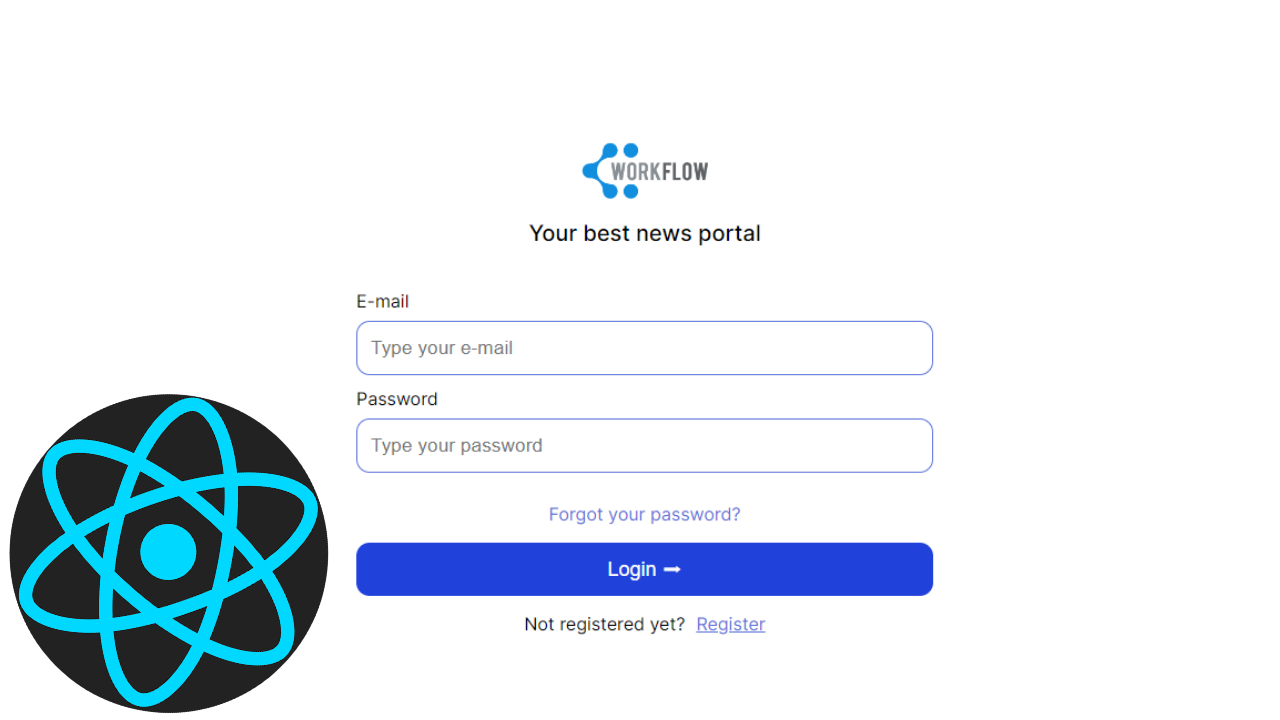 WORKFLOW
Your best news portal
E-mail
Type your e-mail
Password
Type your password
Forgot your password?
Login ➞
Not registered yet? Register